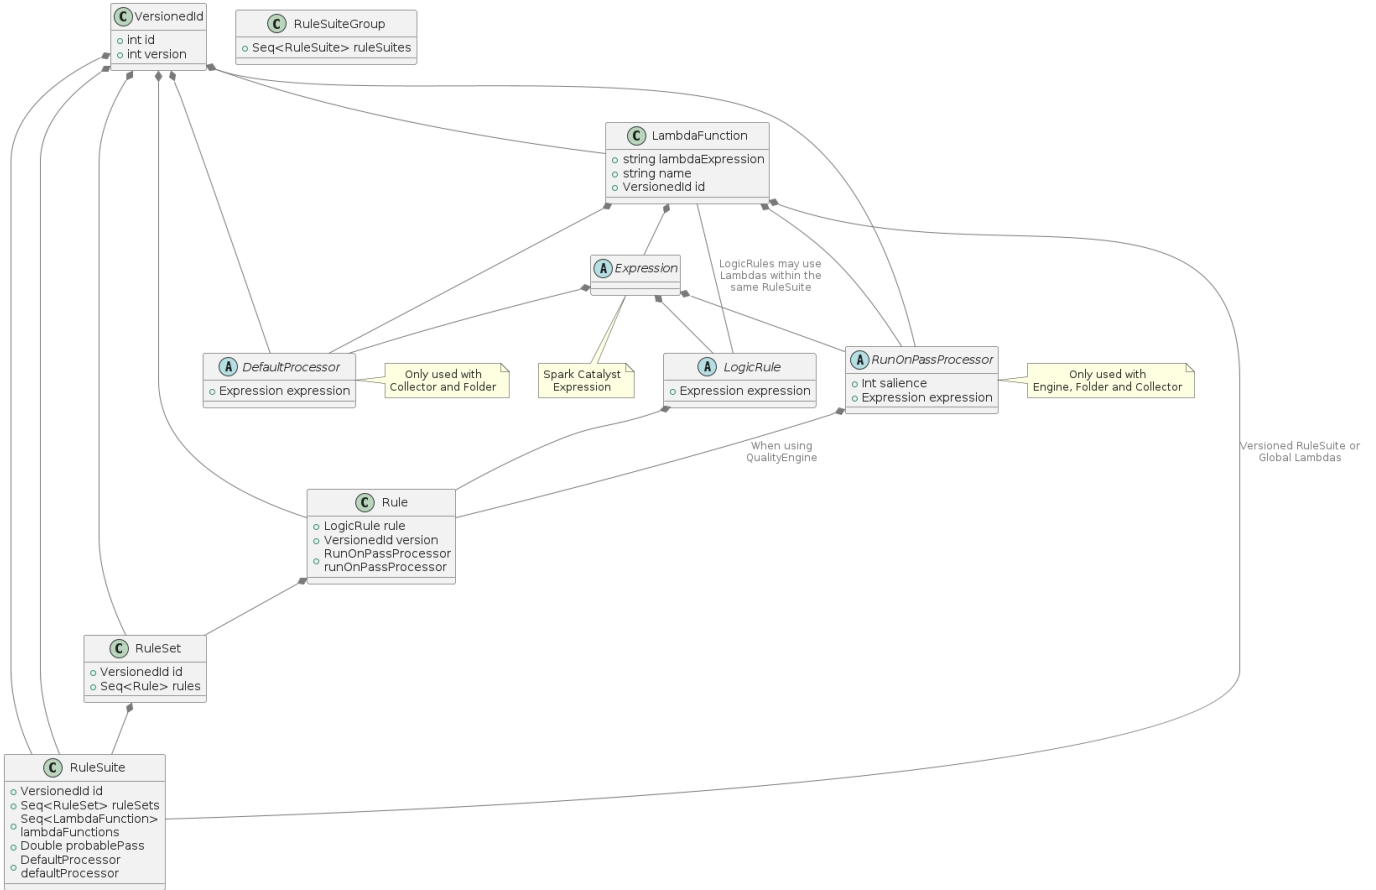 C VersionedId
int id
int version
C RuleSuiteGroup
Seq<RuleSuite> ruleSuites
C LambdaFunction
string lambdaExpression
string name
VersionedId id
A Expression
LogicRules may use
Lambdas within the
same RuleSuite
A DefaultProcessor
Expression expression
Only used with
Collector and Folder
Spark Catalyst
Expression
A LogicRule
Expression expression
A RunOnPassProcessor
Int salience
Expression expression
Only used with
Engine, Folder and Collector
When using
QualityEngine
Versioned RuleSuite or
Global Lambdas
C Rule
LogicRule rule
VersionedId version
RunOnPassProcessor
runOnPassProcessor
C RuleSet
VersionedId id
Seq<Rule> rules
C RuleSuite
VersionedId id
Seq<RuleSet> ruleSets
Seq<LambdaFunction>
lambdaFunctions
Double probablePass
DefaultProcessor
defaultProcessor